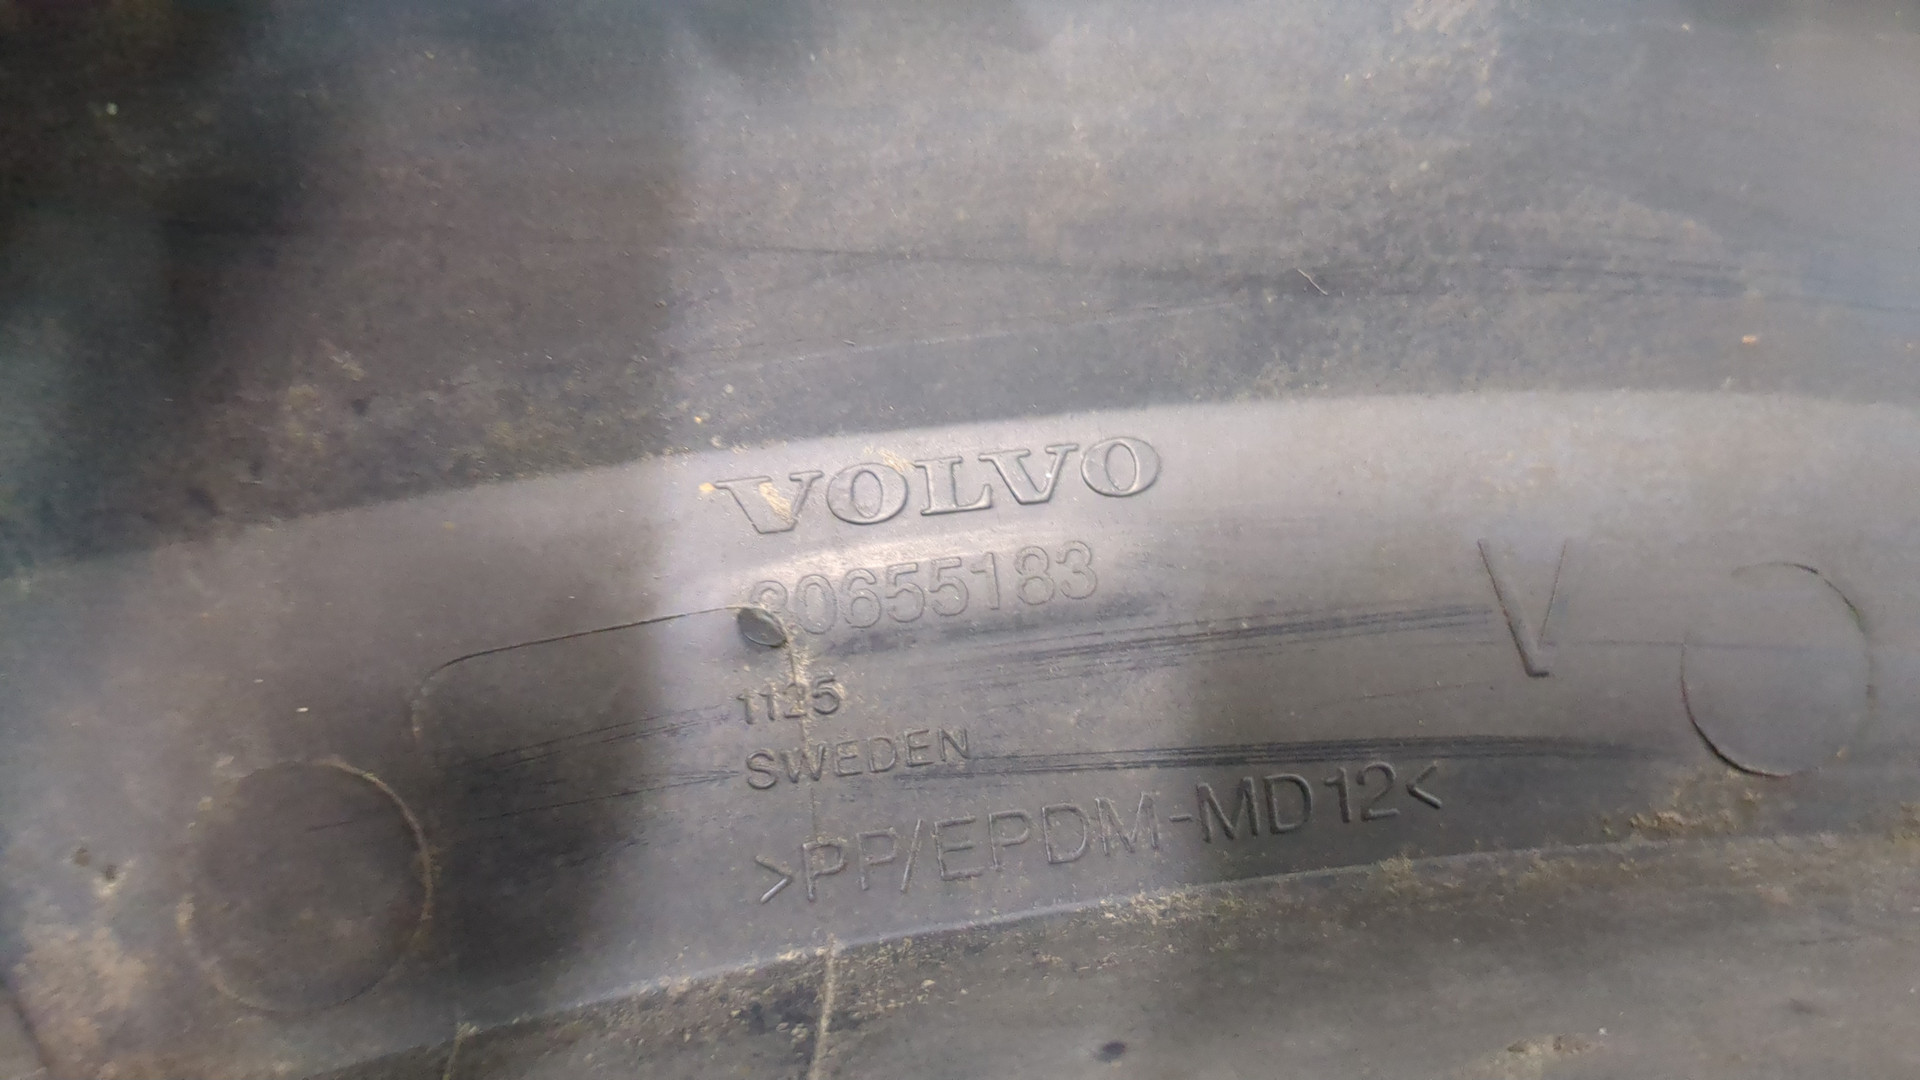 VOLVO
30655183
V
1125
SWEDEN
>PP/EPDM-MD12<